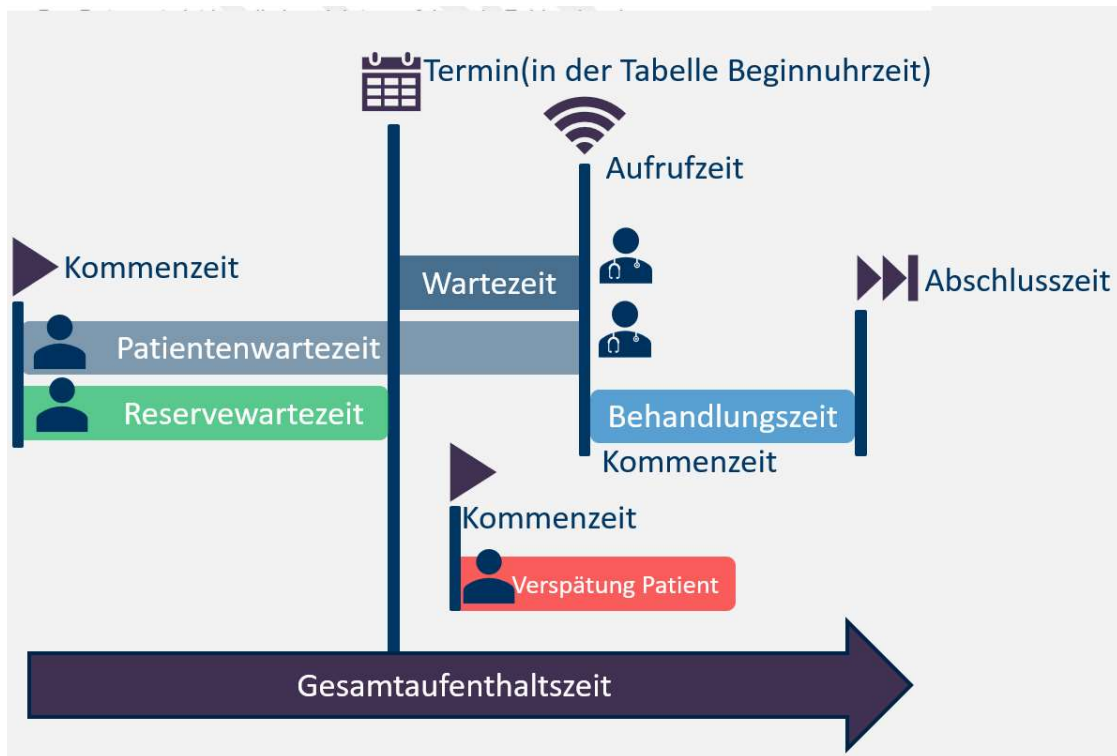 Termin(in der Tabelle Beginnuhrzeit)
Aufrufzeit
Kommenzeit
Wartezeit
Abschlusszeit
Patientenwartezeit
Reservewartezeit
Behandlungszeit
Kommenzeit
Kommenzeit
Verspätung Patient
Gesamtaufenthaltszeit